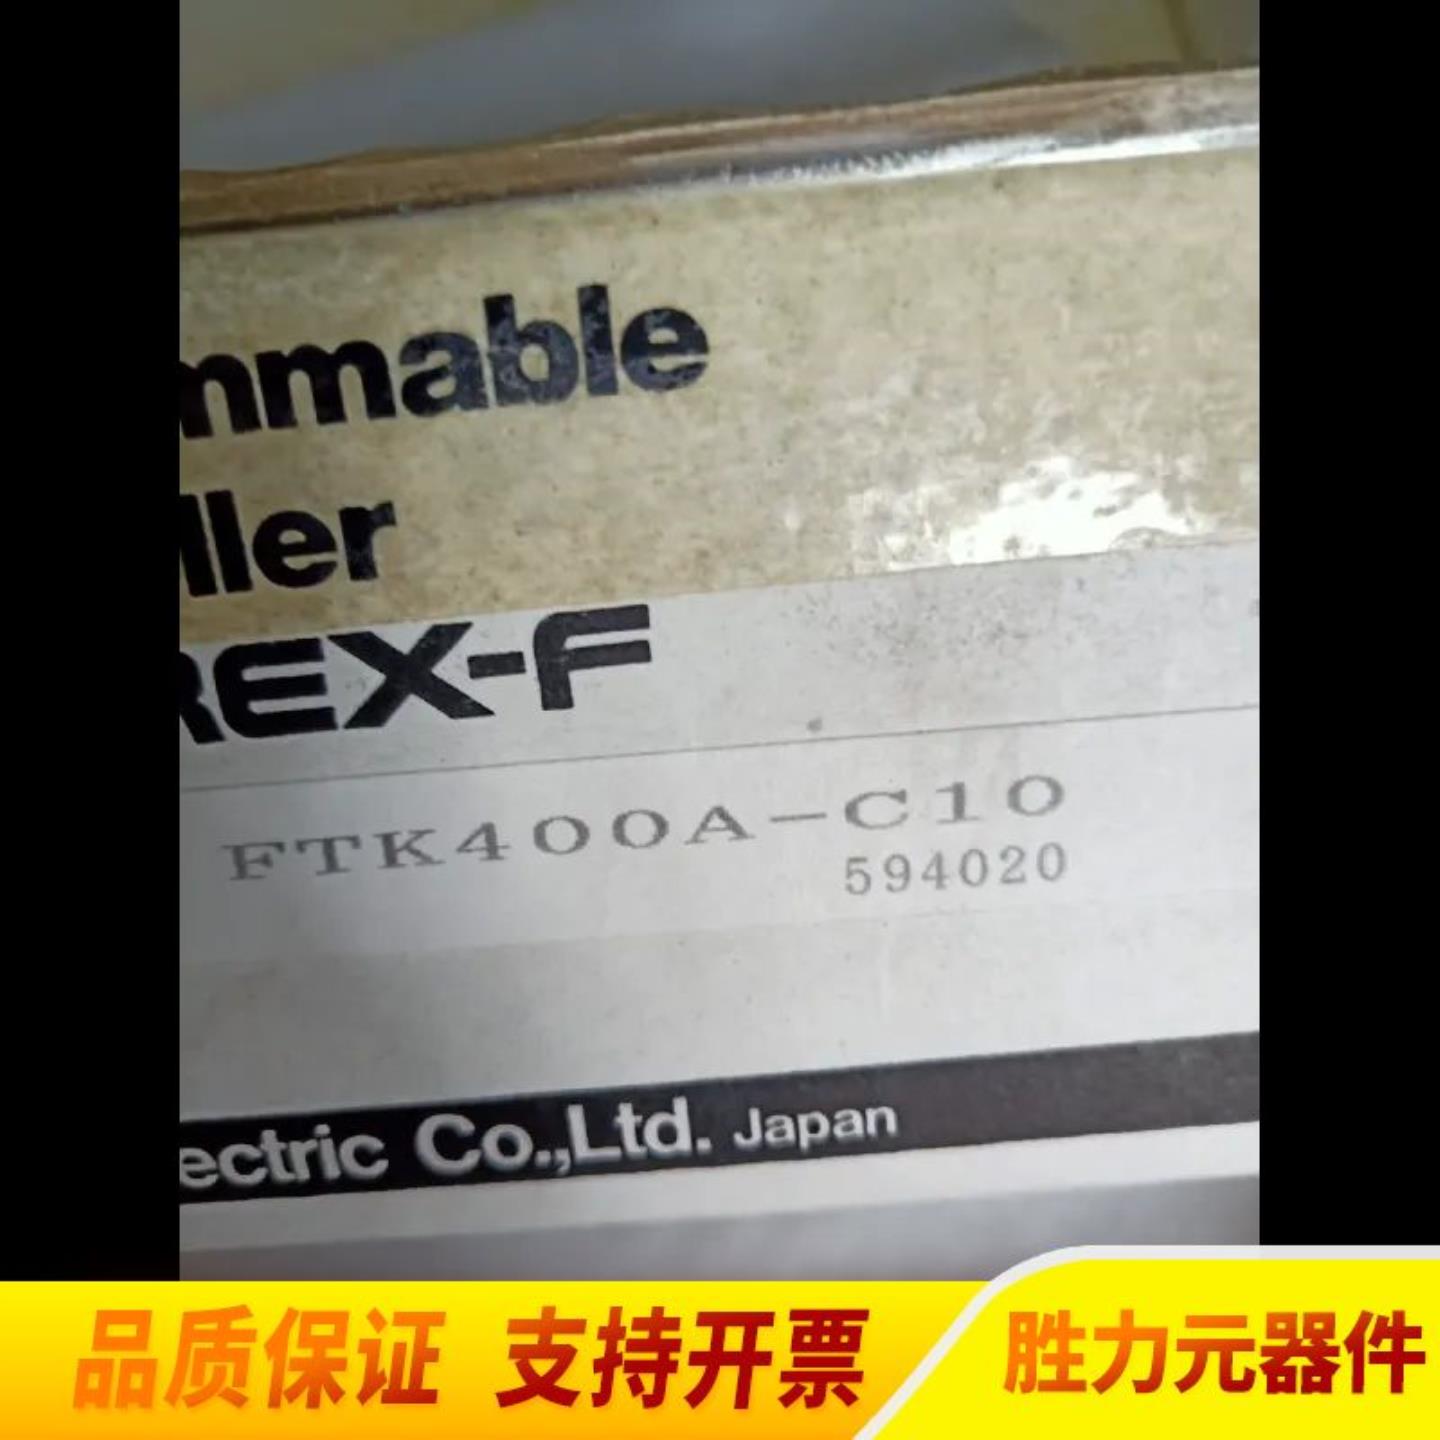 mmable
ller
REX-F
FTK400A-C10
594020
ectric Co.,Ltd. Japan
品质保证 支持开票
胜力元器件